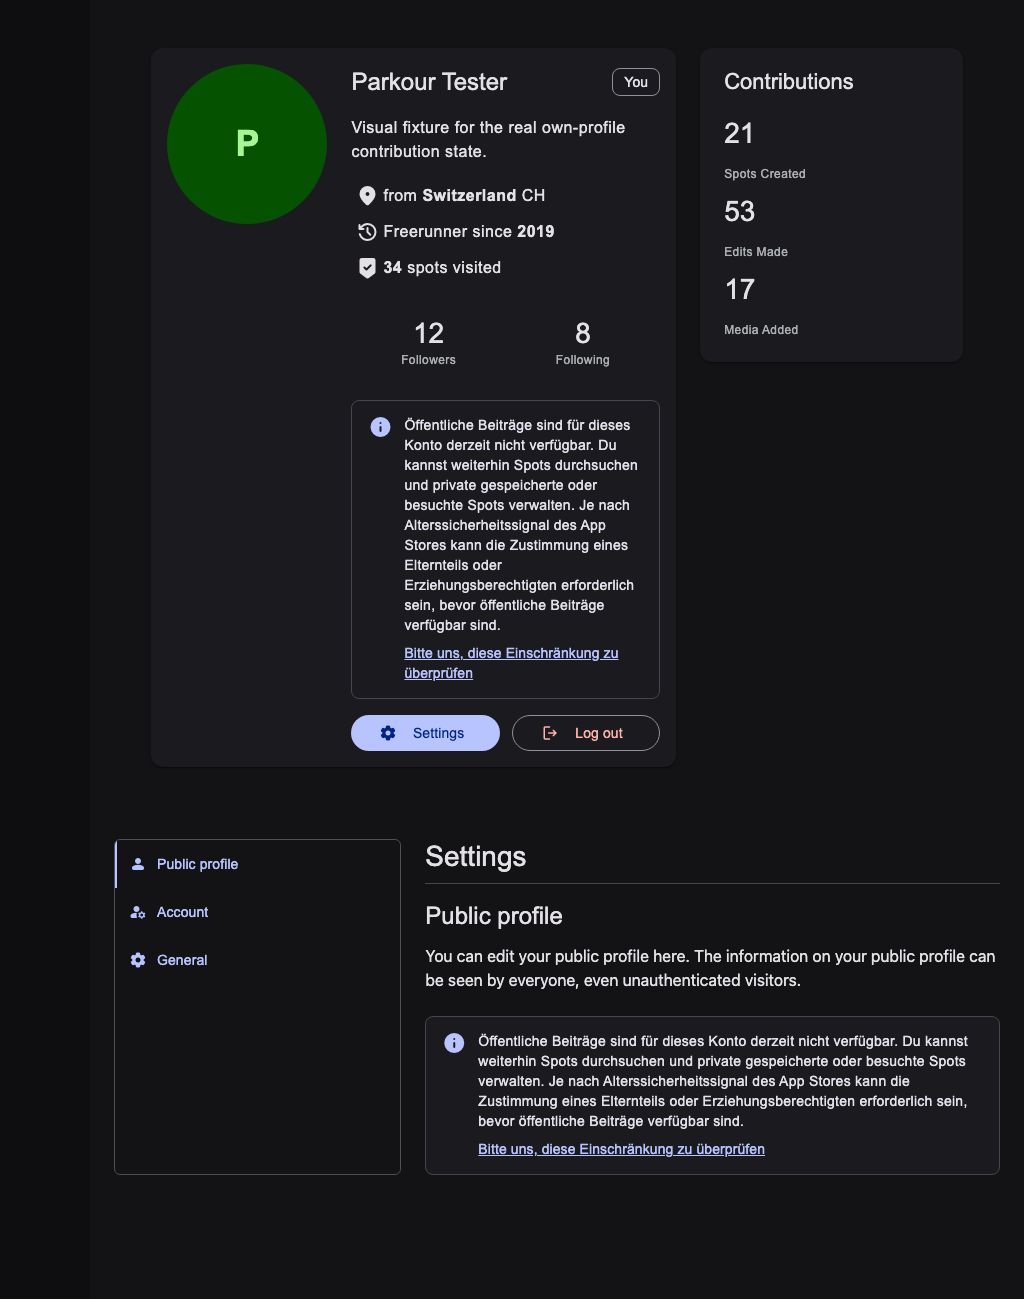 P
Parkour Tester
You
Visual fixture for the real own-profile
contribution state.
from Switzerland CH
Freerunner since 2019
34 spots visited
12
Followers
8
Following
Öffentliche Beiträge sind für dieses
Konto derzeit nicht verfügbar. Du
kannst weiterhin Spots durchsuchen
und private gespeicherte oder
besuchte Spots verwalten. Je nach
Alterssicherheitssignal des App
Stores kann die Zustimmung eines
Elternteils oder
Erziehungsberechtigten erforderlich
sein, bevor öffentliche Beiträge
verfügbar sind.
Bitte uns, diese Einschränkung zu
überprüfen
Settings
Log out
Contributions
21
Spots Created
53
Edits Made
17
Media Added
Public profile
Account
General
Settings
Public profile
You can edit your public profile here. The information on your public profile can
be seen by everyone, even unauthenticated visitors.
Öffentliche Beiträge sind für dieses Konto derzeit nicht verfügbar. Du kannst
weiterhin Spots durchsuchen und private gespeicherte oder besuchte Spots
verwalten. Je nach Alterssicherheitssignal des App Stores kann die
Zustimmung eines Elternteils oder Erziehungsberechtigten erforderlich sein,
bevor öffentliche Beiträge verfügbar sind.
Bitte uns, diese Einschränkung zu überprüfen